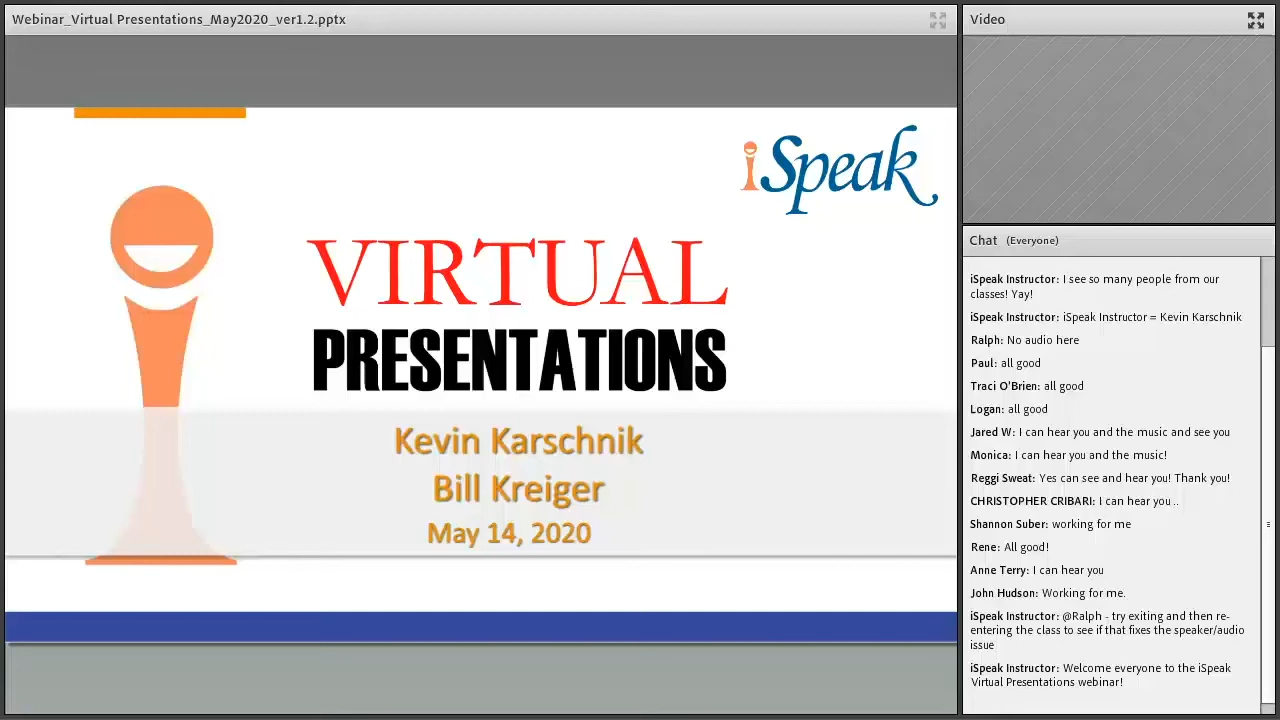 Webinar_Virtual Presentations_May2020_ver1.2.pptx
iSpeak
VIRTUAL
PRESENTATIONS
Kevin Karschnik
Bill Kreiger
May 14, 2020
Video
Chat (Everyone)
iSpeak Instructor: I see so many people from our
classes! Yay!
iSpeak Instructor: iSpeak Instructor = Kevin Karschnik
Ralph: No audio here
Paul: all good
Traci O'Brien: all good
Logan: all good
Jared W: I can hear you and the music and see you
Monica: I can hear you and the music!
Reggi Sweat: Yes can see and hear you! Thank you!
CHRISTOPHER CRIBARI: I can hear you ..
Shannon Suber: working for me
Rene: All good!
Anne Terry: I can hear you
John Hudson: Working for me.
iSpeak Instructor: @Ralph - try exiting and then re-
entering the class to see if that fixes the speaker/audio
issue
iSpeak Instructor: Welcome everyone to the iSpeak
Virtual Presentations webinar!